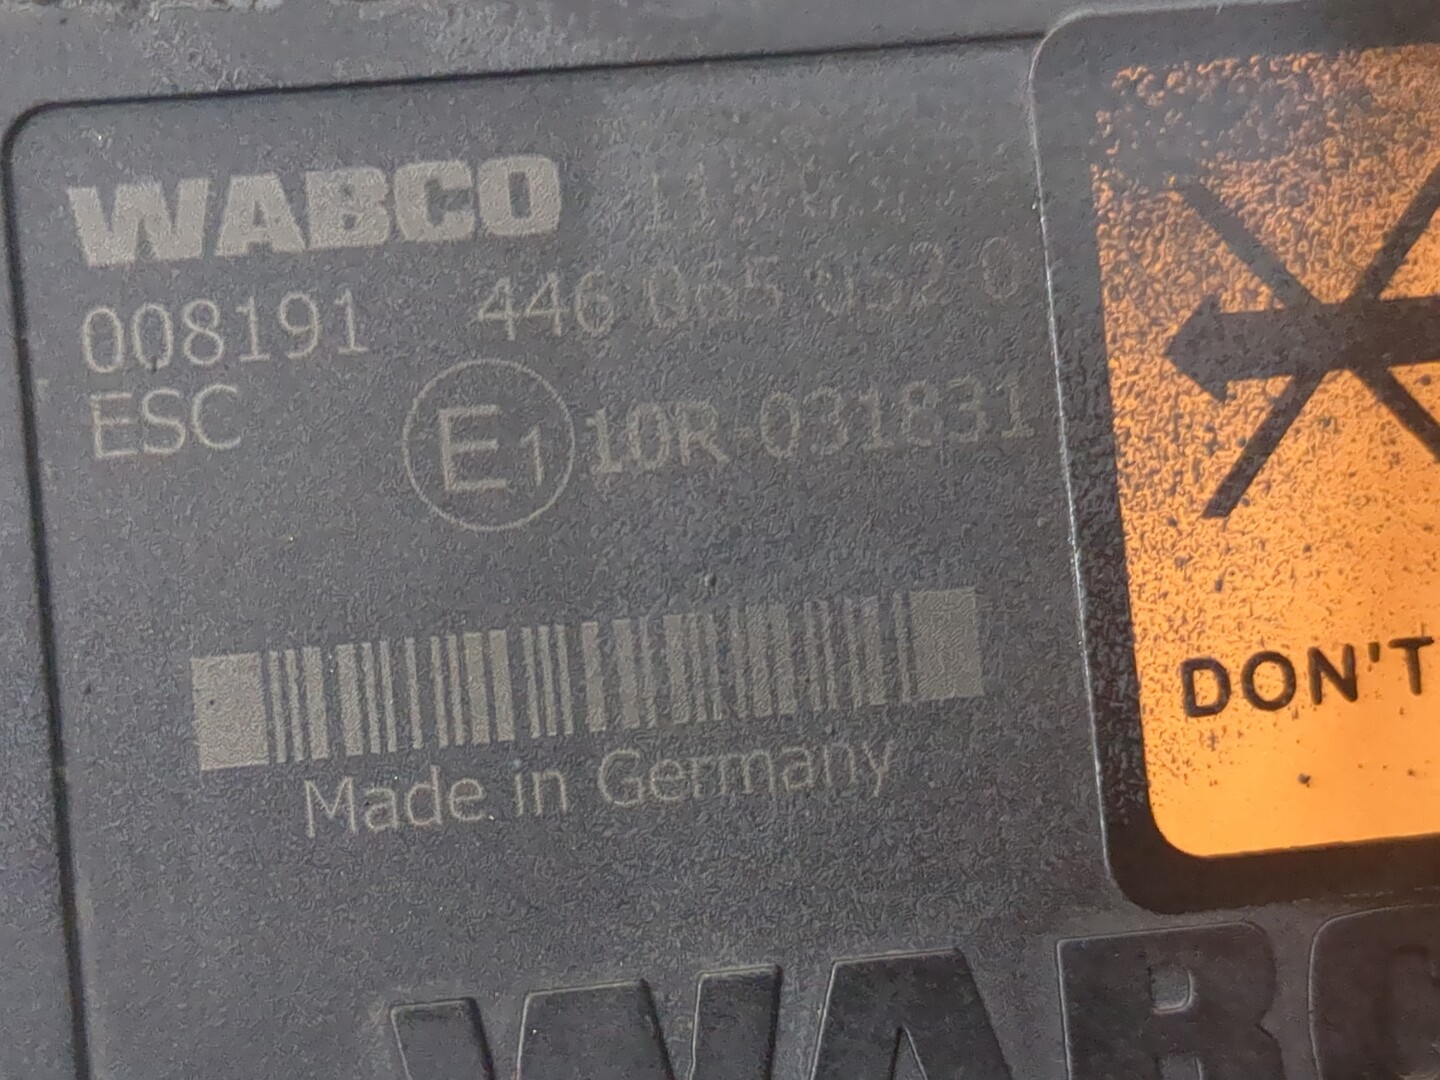 WABCO
008191 446 065 052 0
ESC E1 10R-031831
Made in Germany
DON'T
WABC